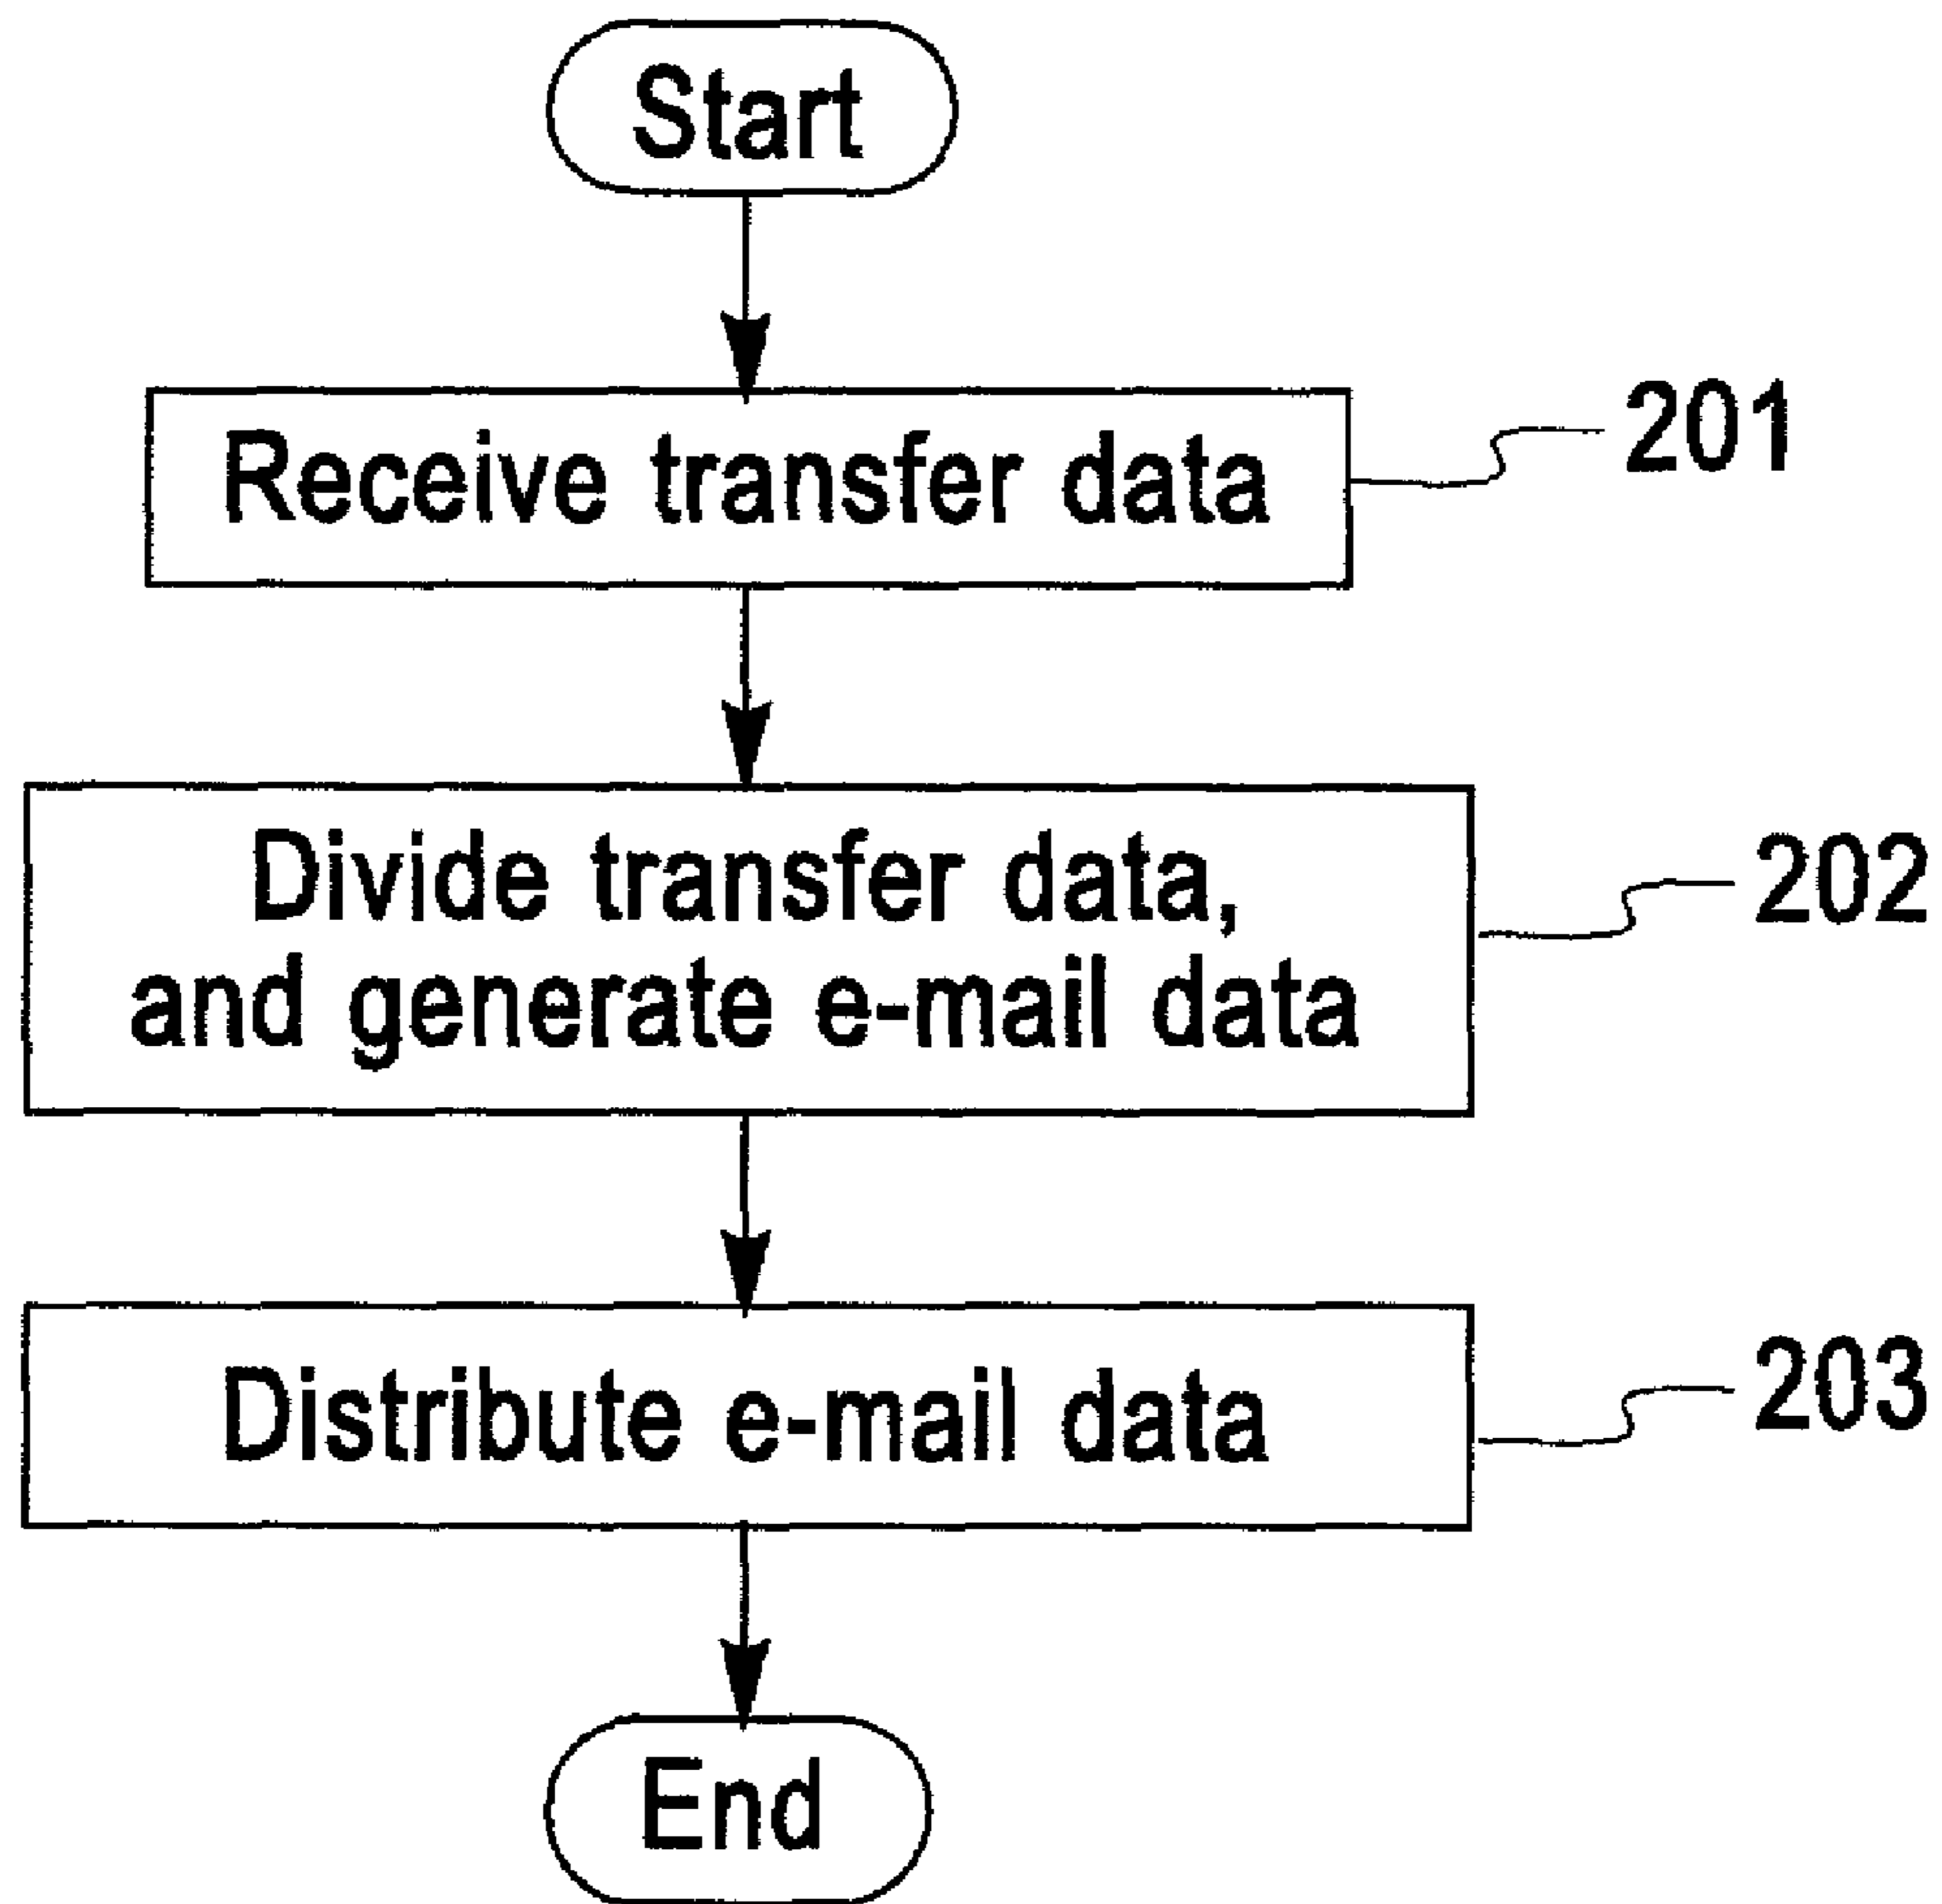 Start
Receive transfer data
201
Divide transfer data,
and generate e-mail data
202
Distribute e-mail data
203
End